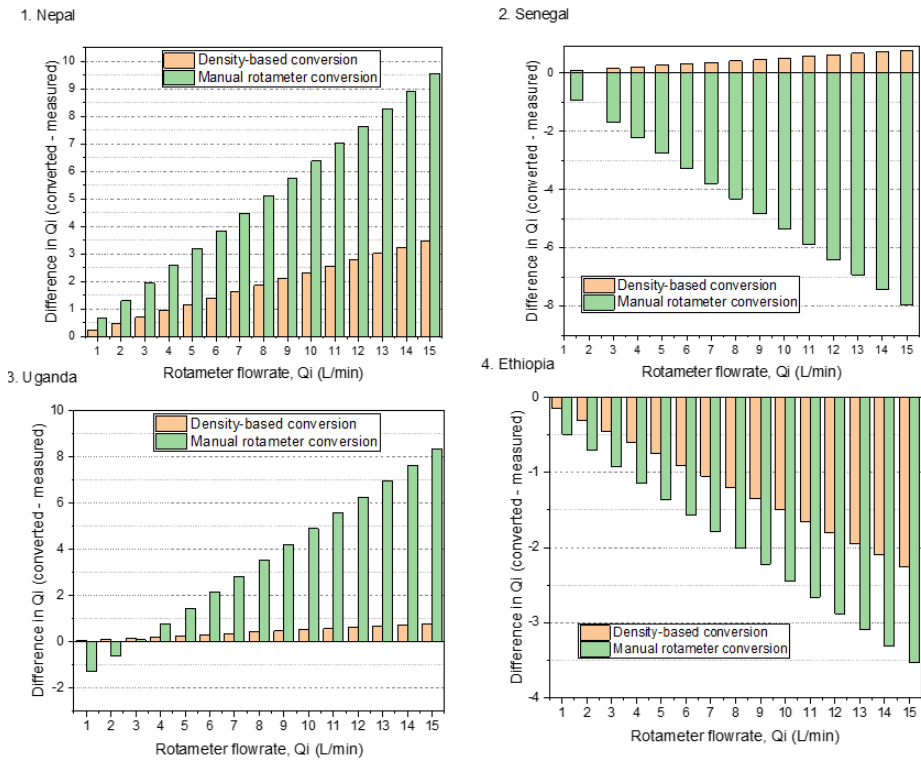 1. Nepal
Density-based conversion
Manual rotameter conversion
Difference in Qi (converted - measured)
10
9
8
7
6
5
4
3
2
1
0
1 2 3 4 5 6 7 8 9 10 11 12 13 14 15
Rotameter flowrate, Qi (L/min)
2. Senegal
Difference in Qi (converted - measured)
0
-2
-4
-6
-8
Density-based conversion
Manual rotameter conversion
1 2 3 4 5 6 7 8 9 10 11 12 13 14 15
Rotameter flowrate, Qi (L/min)
3. Uganda
Density-based conversion
Manual rotameter conversion
Difference in Qi (converted - measured)
10
8
6
4
2
0
-2
1 2 3 4 5 6 7 8 9 10 11 12 13 14 15
Rotameter flowrate, Qi (L/min)
4. Ethiopia
Difference in Qi (converted - measured)
0
-1
-2
-3
-4
Density-based conversion
Manual rotameter conversion
1 2 3 4 5 6 7 8 9 10 11 12 13 14 15
Rotameter flowrate, Qi (L/min)